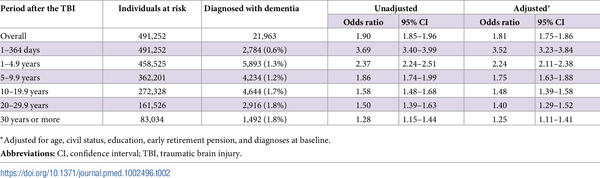 Period after the TBI Individuals at risk Diagnosed with dementia Unadjusted Adjusted*
Odds ratio 95% CI Odds ratio 95% CI
Overall 491,252 21,963 1.90 1.85–1.96 1.81 1.75–1.86
1–364 days 491,252 2,784 (0.6%) 3.69 3.40–3.99 3.52 3.23–3.84
1–4.9 years 458,525 5,893 (1.3%) 2.37 2.24–2.51 2.24 2.11–2.38
5–9.9 years 362,201 4,234 (1.2%) 1.86 1.74–1.99 1.75 1.63–1.88
10–19.9 years 272,328 4,644 (1.7%) 1.58 1.48–1.68 1.48 1.39–1.58
20–29.9 years 161,526 2,916 (1.8%) 1.50 1.39–1.63 1.40 1.29–1.52
30 years or more 83,034 1,492 (1.8%) 1.28 1.15–1.44 1.25 1.11–1.41
*Adjusted for age, civil status, education, early retirement pension, and diagnoses at baseline.
Abbreviations: CI, confidence interval; TBI, traumatic brain injury.
https://doi.org/10.1371/journal.pmed.1002496.t002